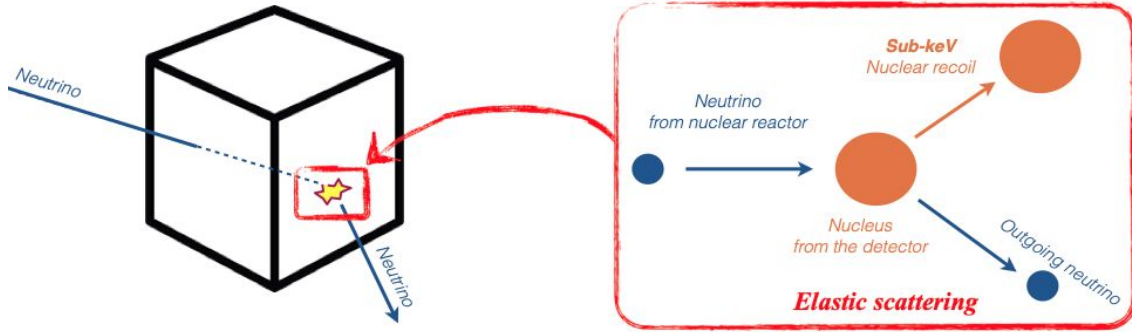 Neutrino
Neutrino
Sub-keV
Nuclear recoil
Neutrino
from nuclear reactor
Nucleus
from the detector
Outgoing neutrino
Elastic scattering